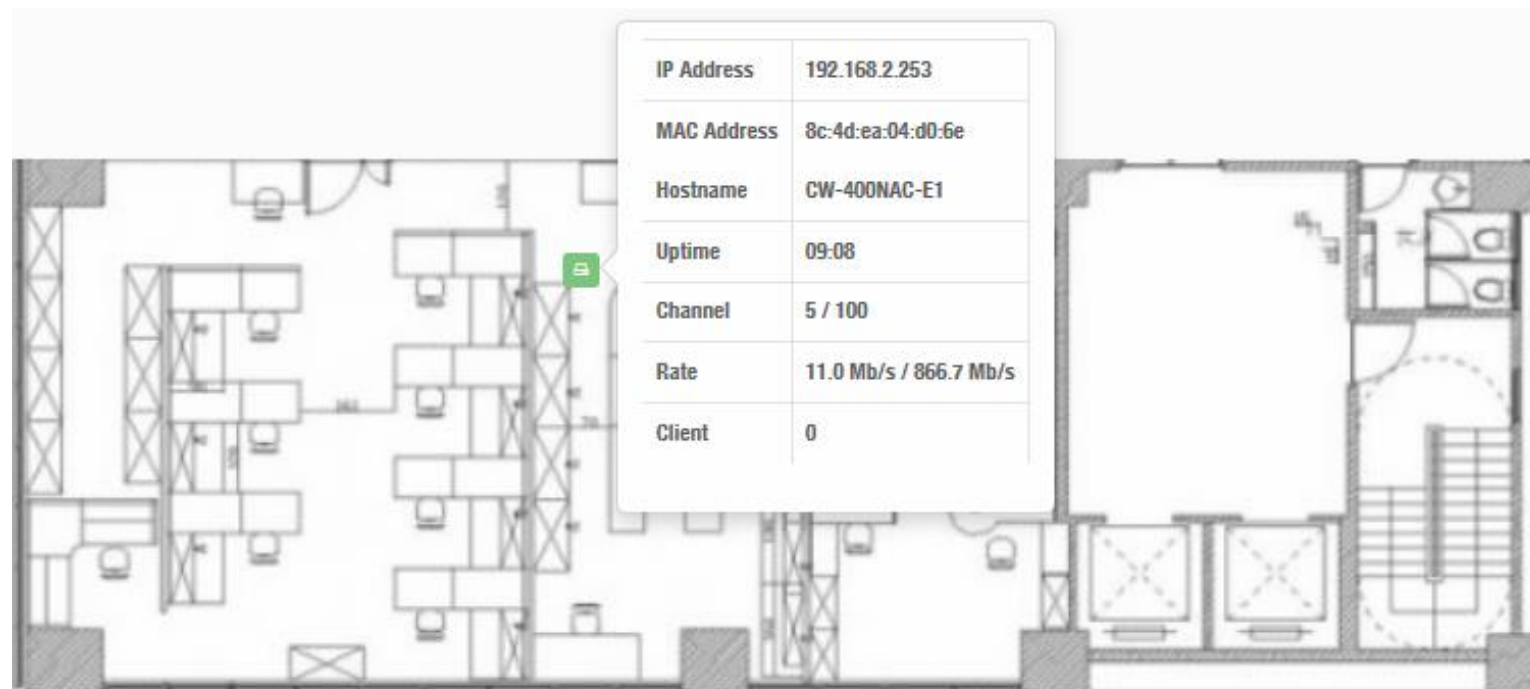 IP Address 192.168.2.253
MAC Address 8c:4d:ea:04:d0:6e
Hostname CW-400NAC-E1
Uptime 09:08
Channel 5 / 100
Rate 11.0 Mb/s / 866.7 Mb/s
Client 0